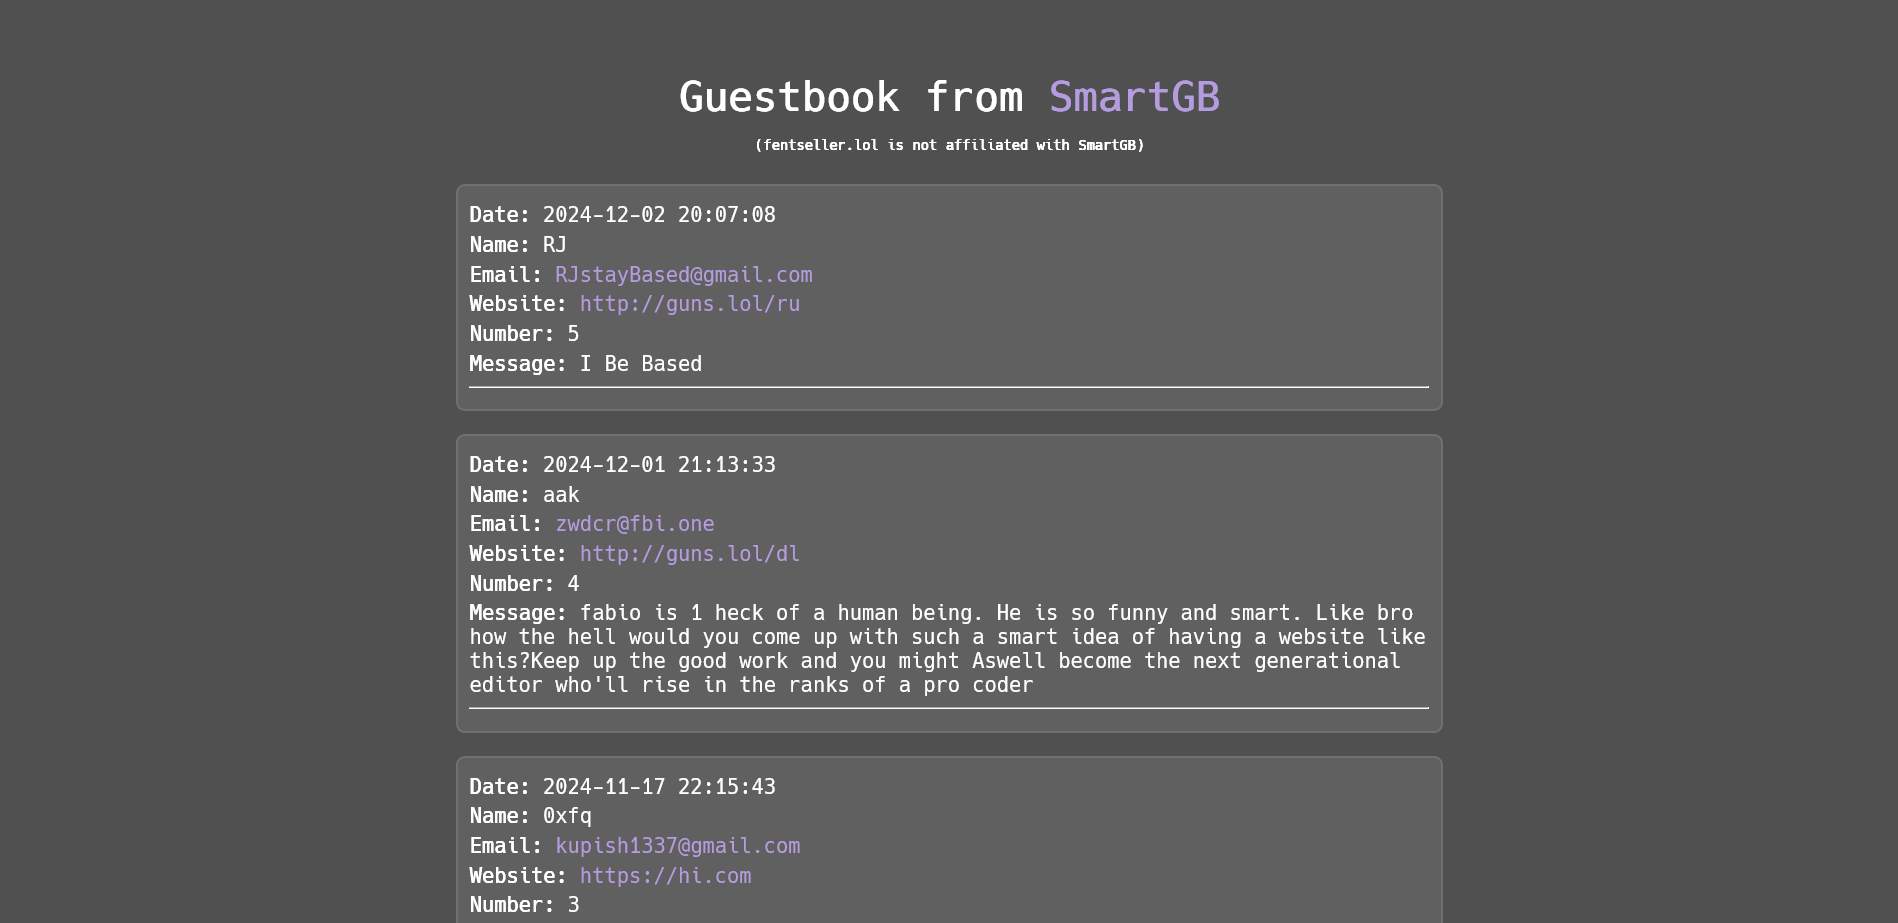 Guestbook from SmartGB
(fentseller.lol is not affiliated with SmartGB)
Date: 2024-12-02 20:07:08
Name: RJ
Email: RJstayBased@gmail.com
Website: http://guns.lol/ru
Number: 5
Message: I Be Based
Date: 2024-12-01 21:13:33
Name: aak
Email: zwdcr@fbi.one
Website: http://guns.lol/dl
Number: 4
Message: fabio is 1 heck of a human being. He is so funny and smart. Like bro
how the hell would you come up with such a smart idea of having a website like
this?Keep up the good work and you might Aswell become the next generational
editor who'll rise in the ranks of a pro coder
Date: 2024-11-17 22:15:43
Name: 0xfq
Email: kupish1337@gmail.com
Website: https://hi.com
Number: 3